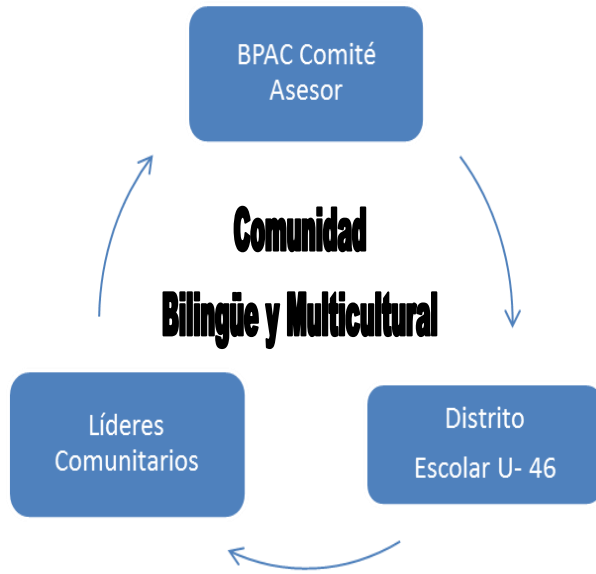 BPAC Comité
Asesor
Comunidad
Bilingüe y Multicultural
Líderes
Comunitarios
Distrito
Escolar U- 46